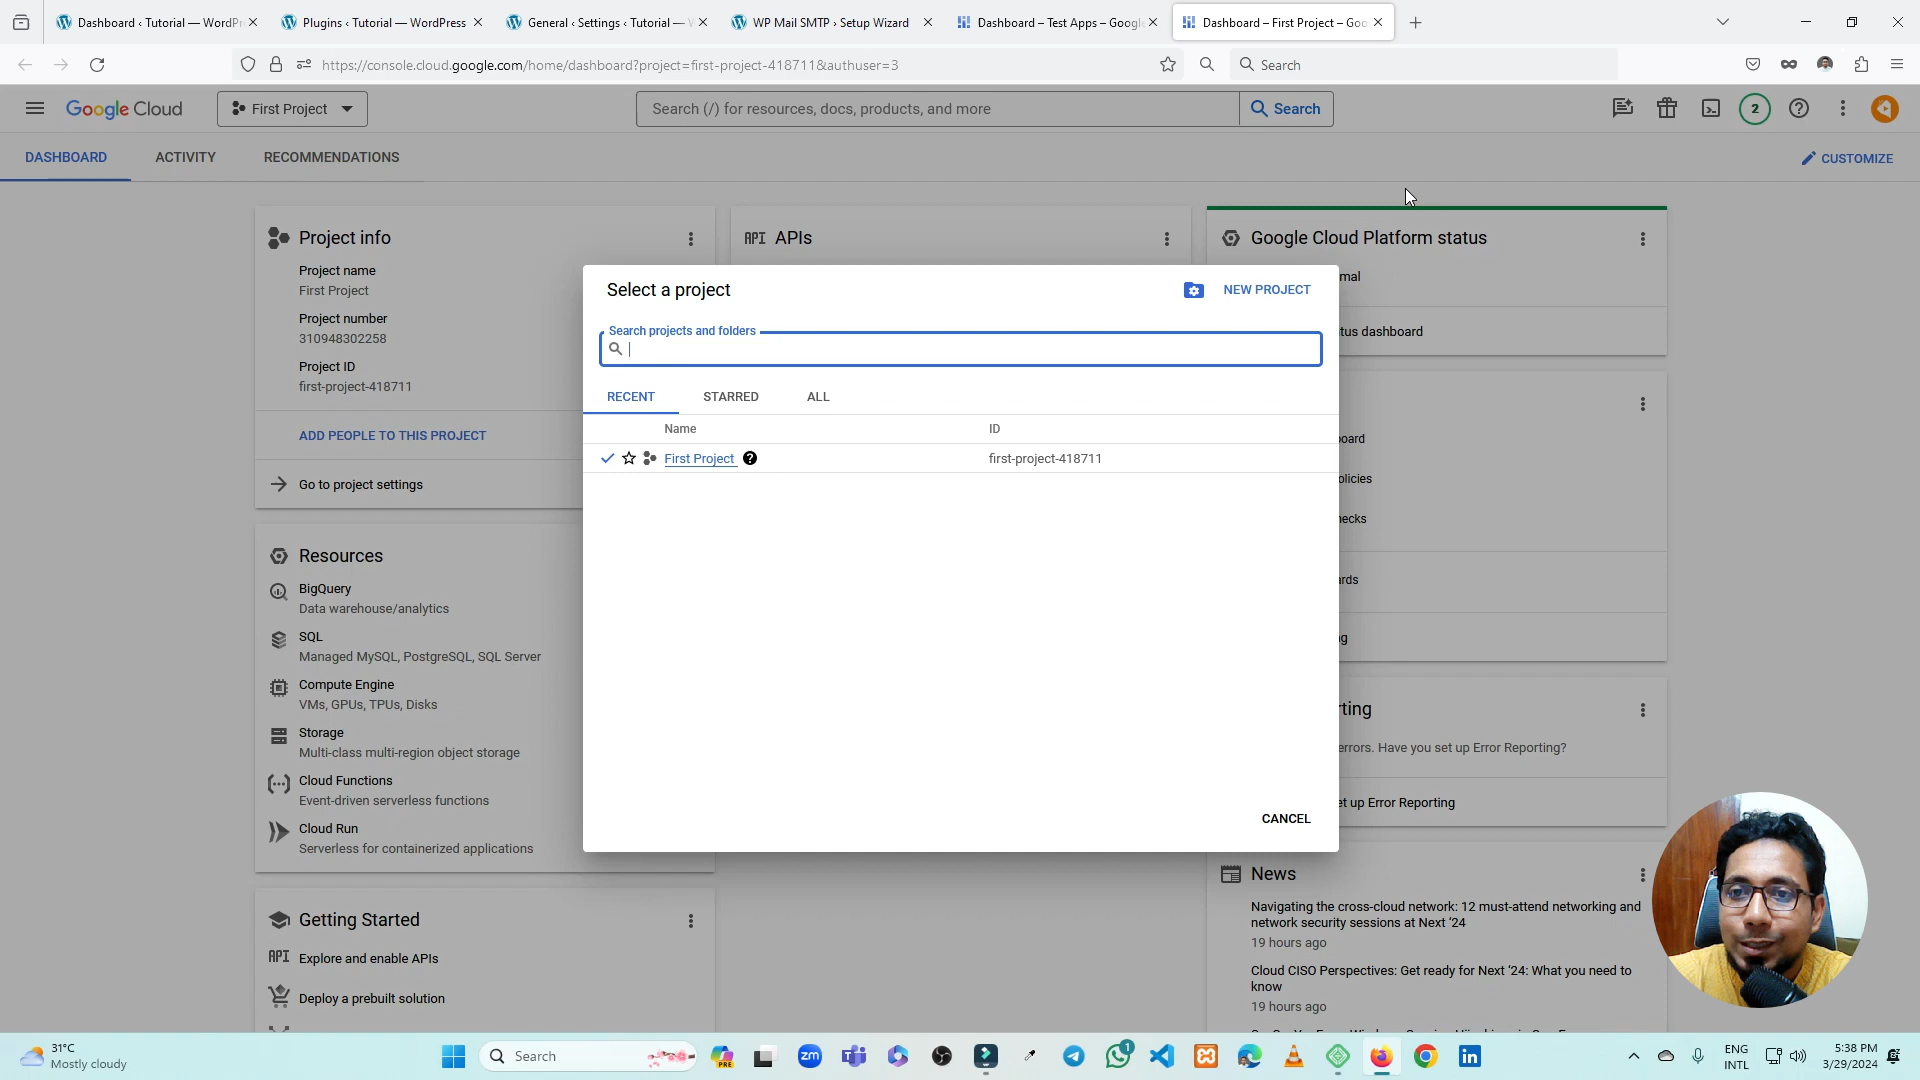 Dashboard ‹ Tutorial — WordPr
Plugins ‹ Tutorial — WordPress
General ‹ Settings ‹ Tutorial — W
WP Mail SMTP › Setup Wizard
Dashboard – Test Apps – Google
Dashboard – First Project – Goo
https://console.cloud.google.com/home/dashboard?project=first-project-418711&authuser=3
Search
Google Cloud
First Project
Search (/) for resources, docs, products, and more
Search
2
DASHBOARD
ACTIVITY
RECOMMENDATIONS
CUSTOMIZE
Project info
Project name
First Project
Project number
310948302258
Project ID
first-project-418711
ADD PEOPLE TO THIS PROJECT
Go to project settings
Resources
BigQuery
Data warehouse/analytics
SQL
Managed MySQL, PostgreSQL, SQL Server
Compute Engine
VMs, GPUs, TPUs, Disks
Storage
Multi-class multi-region object storage
Cloud Functions
Event-driven serverless functions
Cloud Run
Serverless for containerized applications
Getting Started
API Explore and enable APIs
Deploy a prebuilt solution
API APIs
Select a project
NEW PROJECT
Search projects and folders
RECENT
STARRED
ALL
Name
ID
First Project
first-project-418711
CANCEL
Google Cloud Platform status
mal
tus dashboard
oard
olicies
hecks
ards
ng
rting
errors. Have you set up Error Reporting?
et up Error Reporting
News
Navigating the cross-cloud network: 12 must-attend networking and
network security sessions at Next ‘24
19 hours ago
Cloud CISO Perspectives: Get ready for Next ‘24: What you need to
know
19 hours ago
31°C
Mostly cloudy
Search
PRE
zm
1
ENG
INTL
5:38 PM
3/29/2024